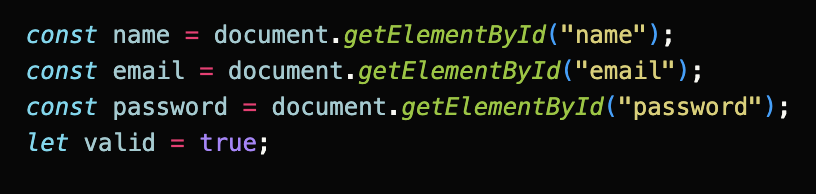 const name = document.getElementById("name");
const email = document.getElementById("email");
const password = document.getElementById("password");
let valid = true;